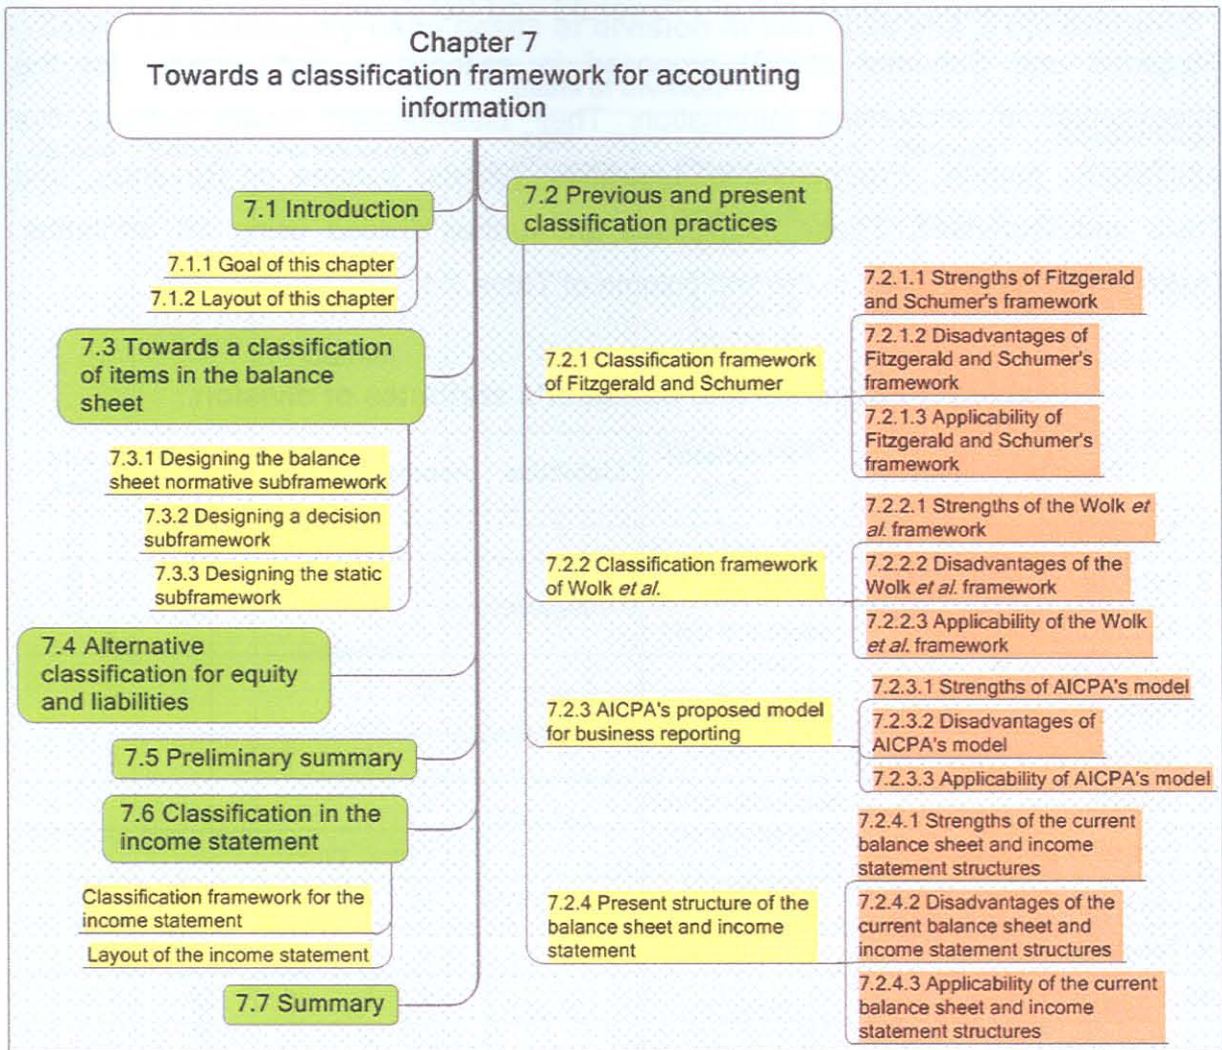 Chapter 7
Towards a classification framework for accounting
information
7.1 Introduction
7.1.1 Goal of this chapter
7.1.2 Layout of this chapter
7.2 Previous and present
classification practices
7.2.1 Classification framework
of Fitzgerald and Schumer
7.2.1.1 Strengths of Fitzgerald
and Schumer's framework
7.2.1.2 Disadvantages of
Fitzgerald and Schumer's
framework
7.2.1.3 Applicability of
Fitzgerald and Schumer's
framework
7.2.2 Classification framework
of Wolk et al.
7.2.2.1 Strengths of the Wolk et
al. framework
7.2.2.2 Disadvantages of the
Wolk et al. framework
7.2.2.3 Applicability of the Wolk
et al. framework
7.2.3 AICPA's proposed model
for business reporting
7.2.3.1 Strengths of AICPA's model
7.2.3.2 Disadvantages of
AICPA's model
7.2.3.3 Applicability of AICPA's model
7.2.4 Present structure of the
balance sheet and income
statement
7.2.4.1 Strengths of the current
balance sheet and income
statement structures
7.2.4.2 Disadvantages of the
current balance sheet and
income statement structures
7.2.4.3 Applicability of the current
balance sheet and income
statement structures
7.3 Towards a classification
of items in the balance
sheet
7.3.1 Designing the balance
sheet normative subframework
7.3.2 Designing a decision
subframework
7.3.3 Designing the static
subframework
7.4 Alternative
classification for equity
and liabilities
7.5 Preliminary summary
7.6 Classification in the
income statement
Classification framework for the
income statement
Layout of the income statement
7.7 Summary